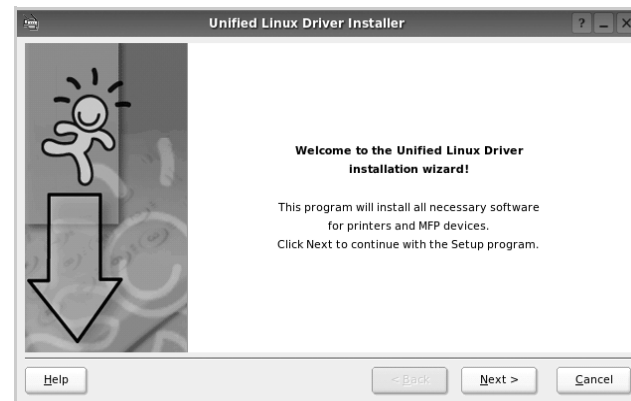 Unified Linux Driver Installer
Welcome to the Unified Linux Driver
installation wizard!
This program will install all necessary software
for printers and MFP devices.
Click Next to continue with the Setup program.
Help
< Back
Next >
Cancel